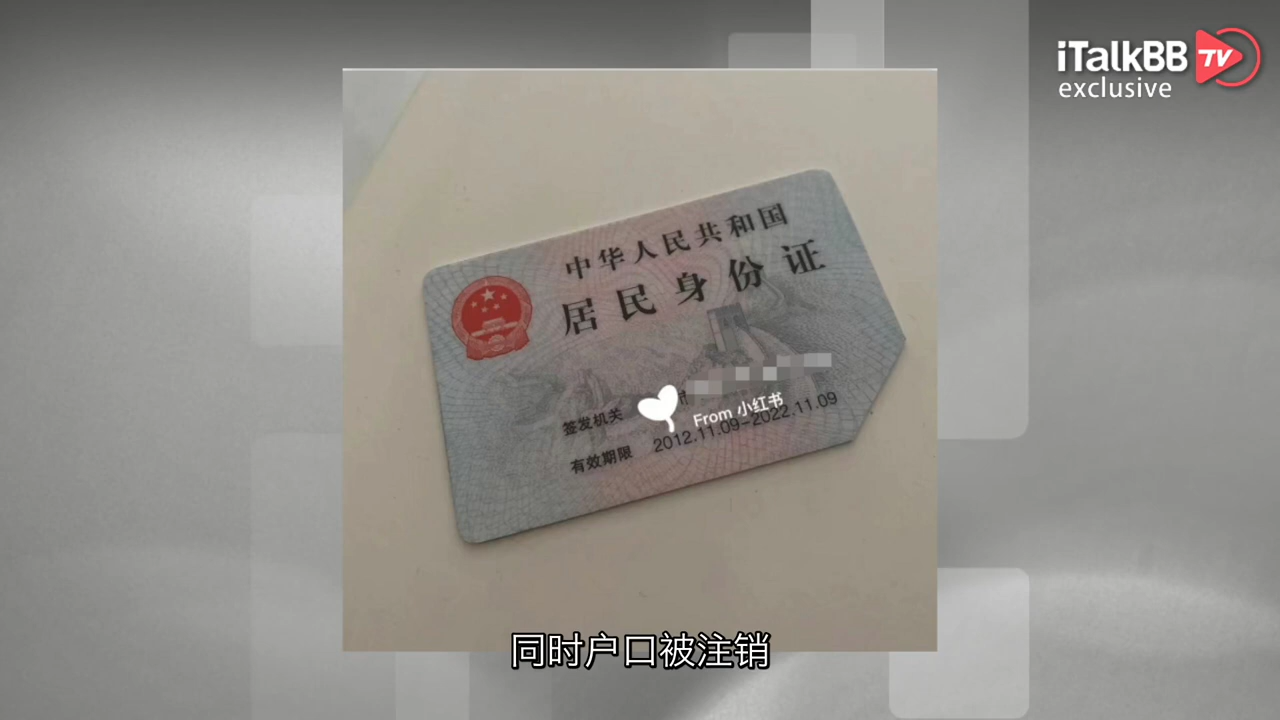 iTalkBB TV
exclusive
中华人民共和国
居民身份证
签发机关
From 小红书
有效期限 2012.11.09-2022.11.09
同时户口被注销